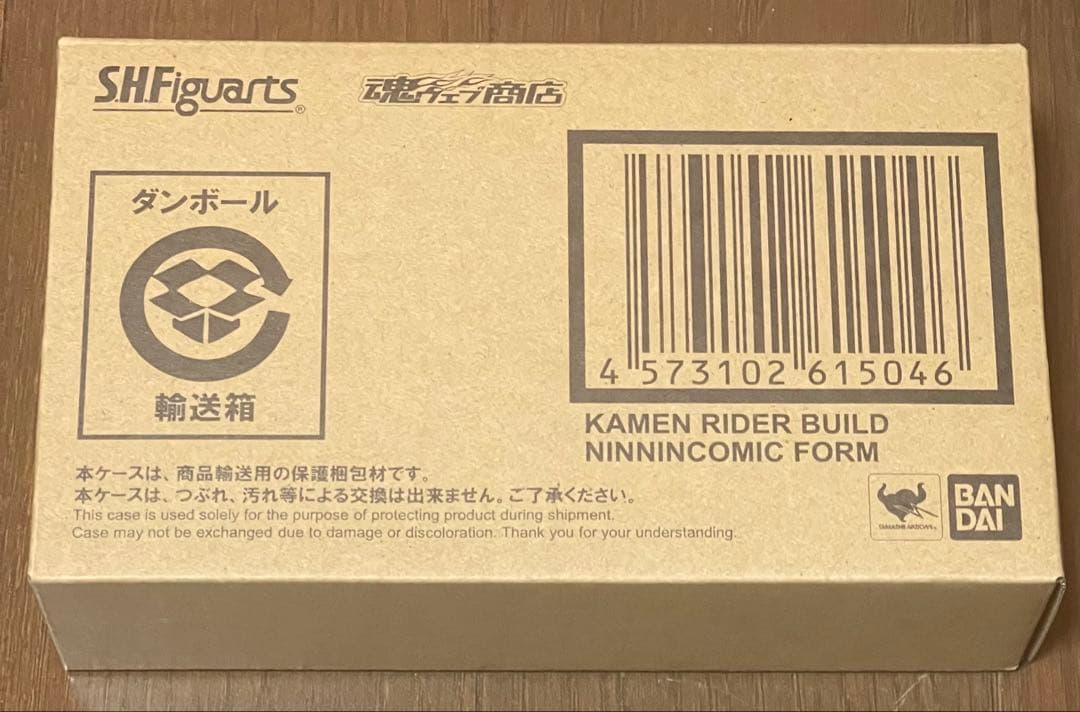 S.H.Figuarts ®
魂ウェブ商店
ダンボール
輸送箱
4 573102 615046
KAMEN RIDER BUILD
NINNINCOMIC FORM
本ケースは、商品輸送用の保護梱包材です。
本ケースは、つぶれ、汚れ等による交換は出来ません。ご了承ください。
This case is used solely for the purpose of protecting product during shipment.
Case may not be exchanged due to damage or discoloration. Thank you for your understanding.
TAMASHII NATIONS
BAN
DAI